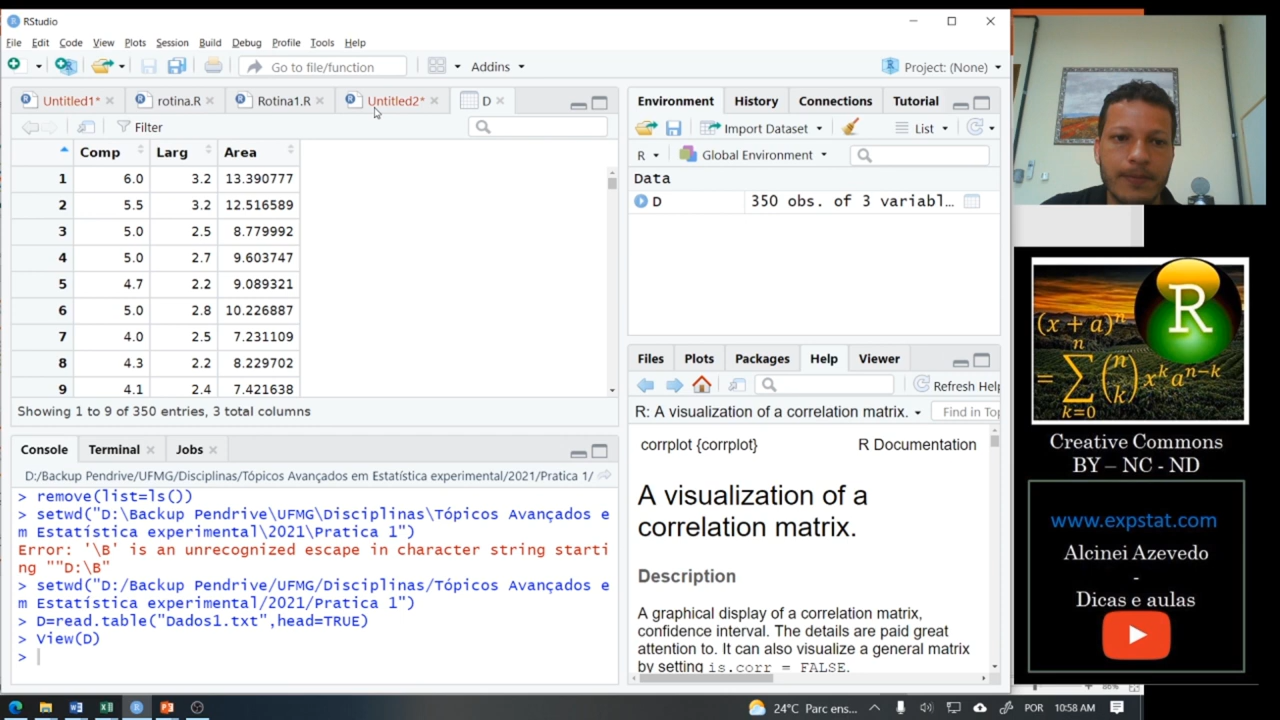 RStudio
File Edit Code View Plots Session Build Debug Profile Tools Help
Go to file/function Addins Project: (None)
Untitled1* rotina.R Rotina1.R Untitled2* D
Filter
Comp Larg Area
1 6.0 3.2 13.390777
2 5.5 3.2 12.516589
3 5.0 2.5 8.779992
4 5.0 2.7 9.603747
5 4.7 2.2 9.089321
6 5.0 2.8 10.226887
7 4.0 2.5 7.231109
8 4.3 2.2 8.229702
9 4.1 2.4 7.421638
Showing 1 to 9 of 350 entries, 3 total columns
Console Terminal Jobs
D:/Backup Pendrive/UFMG/Disciplinas/Tópicos Avançados em Estatística experimental/2021/Pratica 1/
> remove(list=ls())
> setwd("D:\Backup Pendrive\UFMG\Disciplinas\Tópicos Avançados e
m Estatística experimental\2021\Pratica 1")
Error: '\B' is an unrecognized escape in character string starti
ng ""D:\B"
> setwd("D:/Backup Pendrive/UFMG/Disciplinas/Tópicos Avançados e
m Estatística experimental/2021/Pratica 1")
> D=read.table("Dados1.txt",head=TRUE)
> View(D)
>
Environment History Connections Tutorial
Import Dataset List
R Global Environment
Data
D 350 obs. of 3 variabl…
Files Plots Packages Help Viewer
Refresh Help
R: A visualization of a correlation matrix. Find in Top
corrplot {corrplot} R Documentation
A visualization of a
correlation matrix.
Description
A graphical display of a correlation matrix,
confidence interval. The details are paid great
attention to. It can also visualize a general matrix
by setting is.corr = FALSE.
R
(x + a)^n
= ∑ n k=0 (n k) x^k a^{n−k}
Creative Commons
BY – NC - ND
www.expstat.com
Alcinei Azevedo
-
Dicas e aulas
86%
24°C Parc ens... POR 10:58 AM